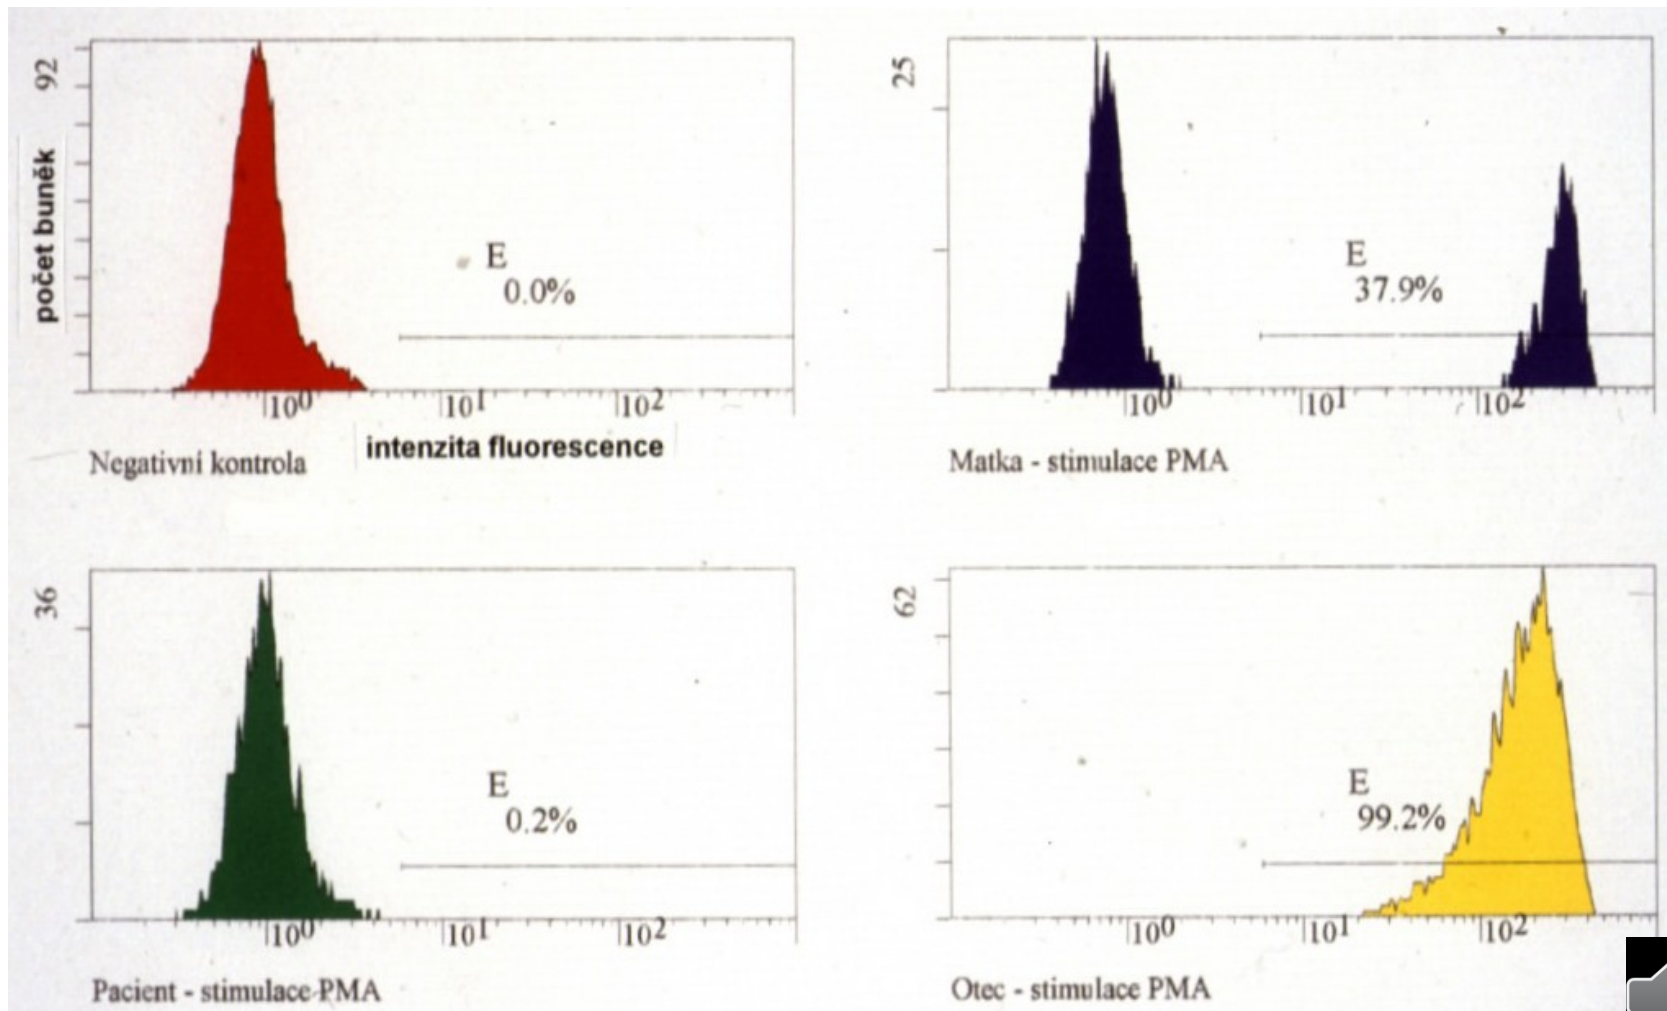 92
počet buněk
E
0.0%
10⁰ 10¹ 10²
intenzita fluorescence
Negativní kontrola
25
E
37.9%
10⁰ 10¹ 10²
Matka - stimulace PMA
36
E
0.2%
10⁰ 10¹ 10²
Pacient - stimulace PMA
62
E
99.2%
10⁰ 10¹ 10²
Otec - stimulace PMA